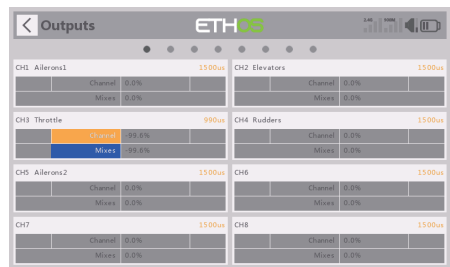 Outputs
ETHOS
2.4G
CH1 Ailerons1 1500us
Channel 0.0%
Mixes 0.0%
CH2 Elevators 1500us
Channel 0.0%
Mixes 0.0%
CH3 Throttle 990us
Channel -99.6%
Mixes -99.6%
CH4 Rudders 1500us
Channel 0.0%
Mixes 0.0%
CH5 Ailerons2 1500us
Channel 0.0%
Mixes 0.0%
CH6 1500us
Channel 0.0%
Mixes 0.0%
CH7 1500us
Channel 0.0%
Mixes 0.0%
CH8 1500us
Channel 0.0%
Mixes 0.0%